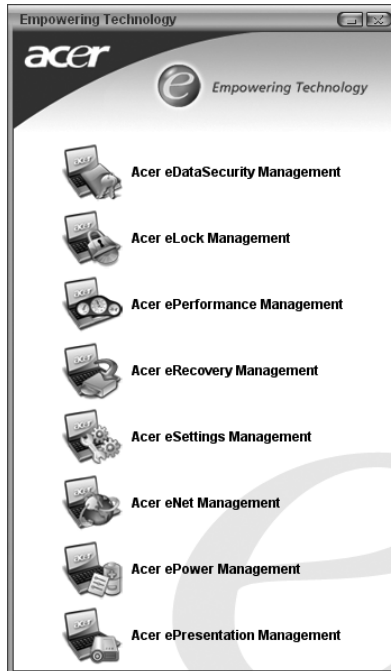 Empowering Technology
acer
e Empowering Technology
Acer eDataSecurity Management
Acer eLock Management
Acer ePerformance Management
Acer eRecovery Management
Acer eSettings Management
Acer eNet Management
Acer ePower Management
Acer ePresentation Management